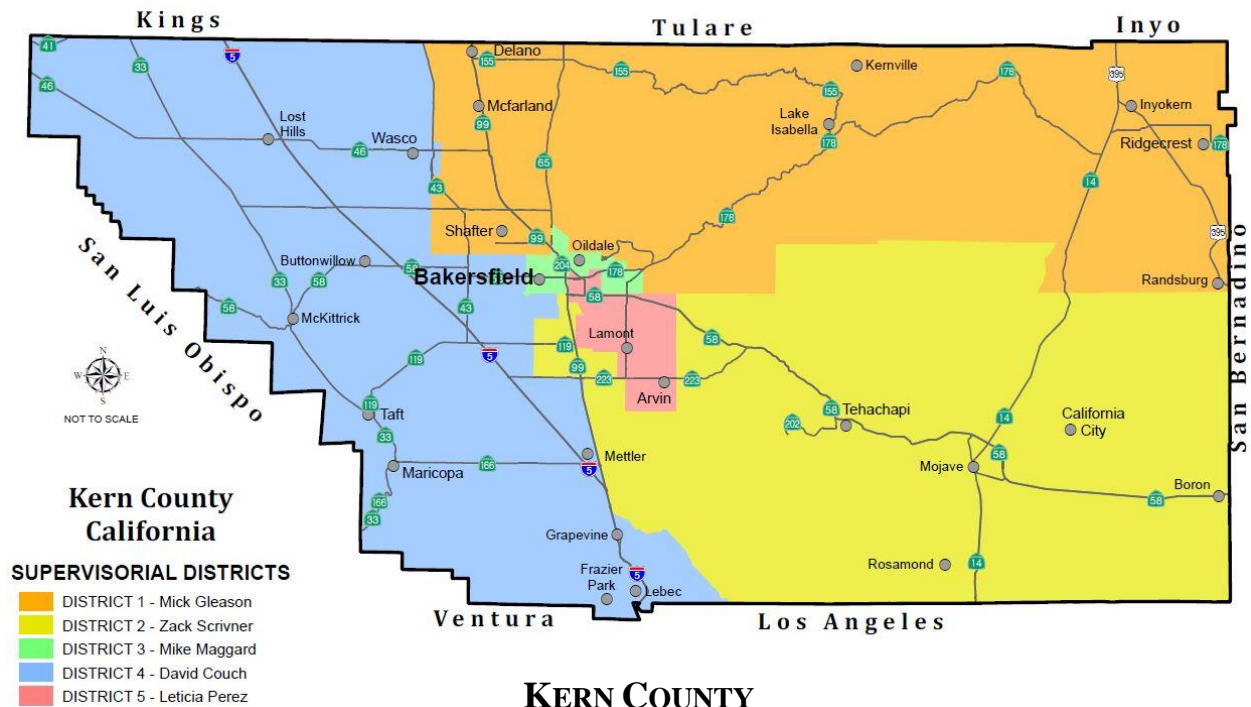 Kings
Tulare
Inyo
41
33
5
Delano
155
155
Kernville
178
395
46
155
Mcfarland
Inyokern
Lost
Hills
99
Lake
Isabella
Wasco
46
178
Ridgecrest
178
65
43
14
178
Shafter
99
395
Oildale
Buttonwillow
58
204
178
Bakersfield
33
58
Randsburg
58
43
58
McKittrick
San Luis Obispo
San Bernadino
Lamont
58
119
5
119
99
N
W
E
S
223
Arvin
223
NOT TO SCALE
119
Taft
58
Tehachapi
California
City
202
14
33
Mettler
58
Maricopa
166
5
Mojave
Boron
58
166
33
Kern County
California
Grapevine
Rosamond
14
Frazier
Park
5
Lebec
SUPERVISORIAL DISTRICTS
DISTRICT 1 - Mick Gleason
Ventura
Los Angeles
DISTRICT 2 - Zack Scrivner
DISTRICT 3 - Mike Maggard
DISTRICT 4 - David Couch
DISTRICT 5 - Leticia Perez
KERN COUNTY